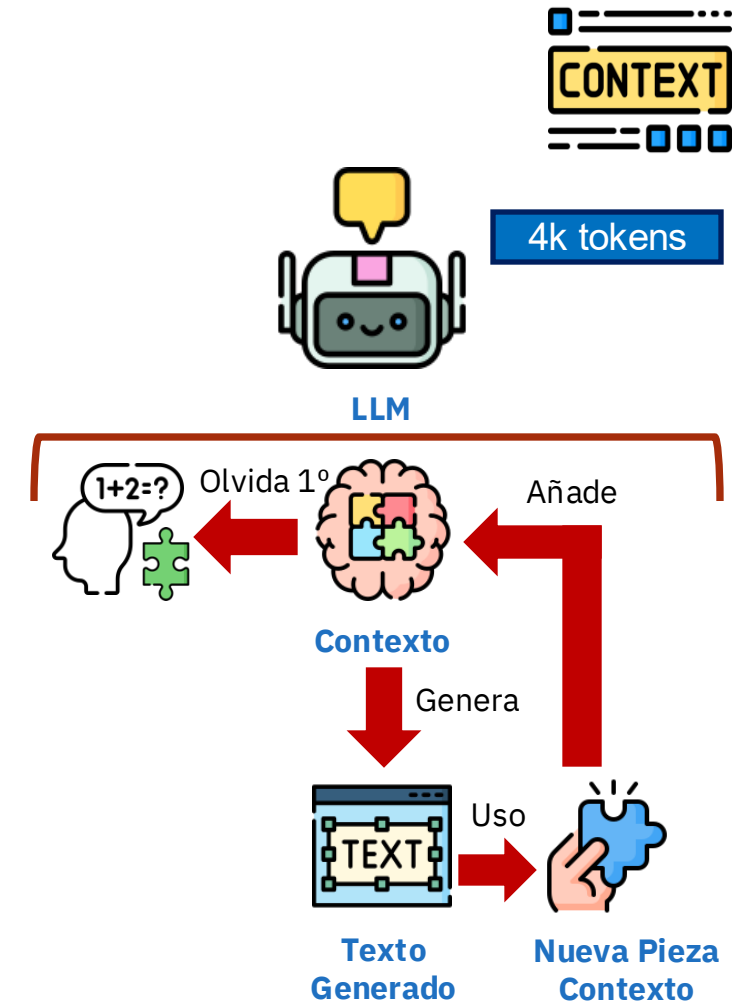 CONTEXT
4k tokens
LLM
1+2=?
Olvida 1º
Añade
Contexto
Genera
TEXT
Uso
Texto
Generado
Nueva Pieza
Contexto